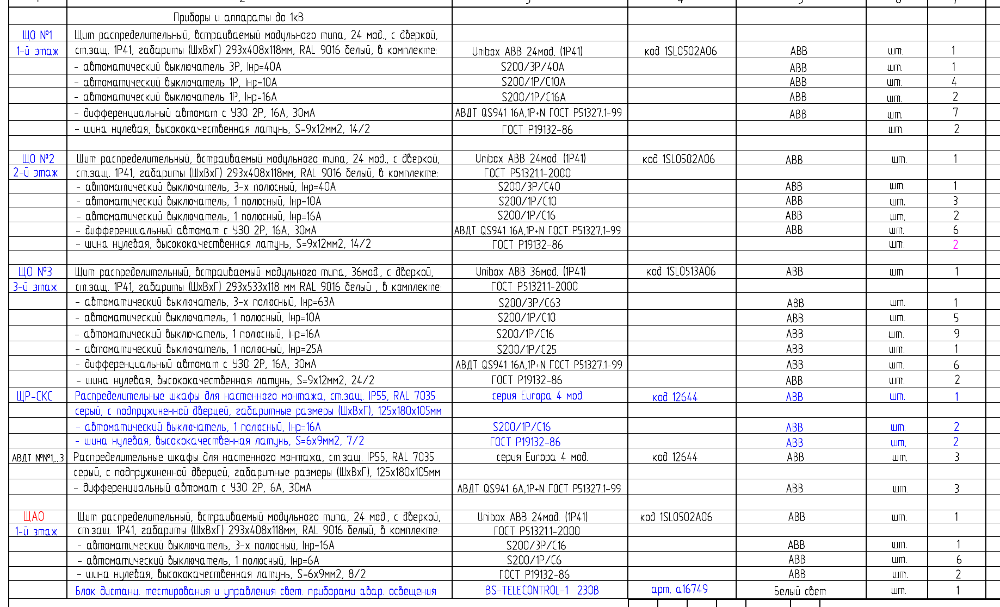 2 3 4 5 6 7
Приборы и аппараты до 1кВ
ЩО №1 Щит распределительный, встраиваемый модульного типа, 24 мод., с дверкой,
1-й этаж ст.защ. 1Р41, габариты (ШхВхГ) 293х408х118мм, RAL 9016 белый, в комплекте: Unibox ABB 24мод. (1Р41) код 1SL0502A06 ABB шт. 1
- автоматический выключатель 3Р, Iнр=40А S200/3P/40A ABB шт. 1
- автоматический выключатель 1Р, Iнр=10А S200/1P/C10A ABB шт. 4
- автоматический выключатель 1Р, Iнр=16А S200/1P/C16A ABB шт. 2
- дифференциальный автомат с УЗО 2Р, 16А, 30мА АВДТ QS941 16A,1P+N ГОСТ Р51327.1-99 ABB шт. 7
- шина нулевая, высококачественная латунь, S=9х12мм2, 14/2 ГОСТ Р19132-86 шт. 2
ЩО №2 Щит распределительный, встраиваемый модульного типа, 24 мод., с дверкой, Unibox ABB 24мод. (1Р41) код 1SL0502A06 ABB шт. 1
2-й этаж ст.защ. 1Р41, габариты (ШхВхГ) 293х408х118мм, RAL 9016 белый, в комплекте: ГОСТ Р51321.1-2000
- автоматический выключатель, 3-х полюсный, Iнр=40А S200/3P/C40 ABB шт. 1
- автоматический выключатель, 1 полюсный, Iнр=10А S200/1P/C10 ABB шт. 3
- автоматический выключатель, 1 полюсный, Iнр=16А S200/1P/C16 ABB шт. 2
- дифференциальный автомат с УЗО 2Р, 16А, 30мА АВДТ QS941 16A,1P+N ГОСТ Р51327.1-99 ABB шт. 6
- шина нулевая, высококачественная латунь, S=9х12мм2, 14/2 ГОСТ Р19132-86 шт. 2
ЩО №3 Щит распределительный, встраиваемый модульного типа, 36мод., с дверкой, Unibox ABB 36мод. (1Р41) код 1SL0513A06 ABB шт. 1
3-й этаж ст.защ. 1Р41, габариты (ШхВхГ) 293х533х118 мм RAL 9016 белый , в комплекте: ГОСТ Р51321.1-2000
- автоматический выключатель, 3-х полюсный, Iнр=63А S200/3P/C63 ABB шт. 1
- автоматический выключатель, 1 полюсный, Iнр=10А S200/1P/C10 ABB шт. 5
- автоматический выключатель, 1 полюсный, Iнр=16А S200/1P/C16 ABB шт. 9
- автоматический выключатель, 1 полюсный, Iнр=25А S200/1P/C25 ABB шт. 1
- дифференциальный автомат с УЗО 2Р, 16А, 30мА АВДТ QS941 16A,1P+N ГОСТ Р51327.1-99 ABB шт. 6
- шина нулевая, высококачественная латунь, S=9х12мм2, 24/2 ГОСТ Р19132-86 ABB шт. 2
ЩР-СКС Распределительные шкафы для настенного монтажа, ст.защ. IP55, RAL 7035 серия Europa 4 мод. код 12644 ABB шт. 1
серый, с подпружиненной дверцей, габаритные размеры (ШхВхГ), 125х180х105мм
- автоматический выключатель, 1 полюсный, Iнр=16А S200/1P/C16 ABB шт. 2
- шина нулевая, высококачественная латунь, S=6х9мм2, 7/2 ГОСТ Р19132-86 ABB шт. 2
АВДТ №№1,...3 Распределительные шкафы для настенного монтажа, ст.защ. IP55, RAL 7035 серия Europa 4 мод. код 12644 ABB шт. 3
серый, с подпружиненной дверцей, габаритные размеры (ШхВхГ), 125х180х105мм
- дифференциальный автомат с УЗО 2Р, 6А, 30мА АВДТ QS941 6A,1P+N ГОСТ Р51327.1-99 ABB шт. 3
ЩАО Щит распределительный, встраиваемый модульного типа, 24 мод., с дверкой, Unibox ABB 24мод. (1Р41) код 1SL0502A06 ABB шт. 1
1-й этаж ст.защ. 1Р41, габариты (ШхВхГ) 293х408х118мм, RAL 9016 белый, в комплекте: ГОСТ Р51321.1-2000
- автоматический выключатель, 3-х полюсный, Iнр=16А S200/3P/C16 ABB шт. 1
- автоматический выключатель, 1 полюсный, Iнр=6А S200/1P/C6 ABB шт. 6
- шина нулевая, высококачественная латунь, S=6х9мм2, 8/2 ГОСТ Р19132-86 ABB шт. 2
Блок дистанц. тестирования и управления свет. приборами авар. освещения BS-TELECONTROL-1 230В арт. а16749 Белый свет шт. 1